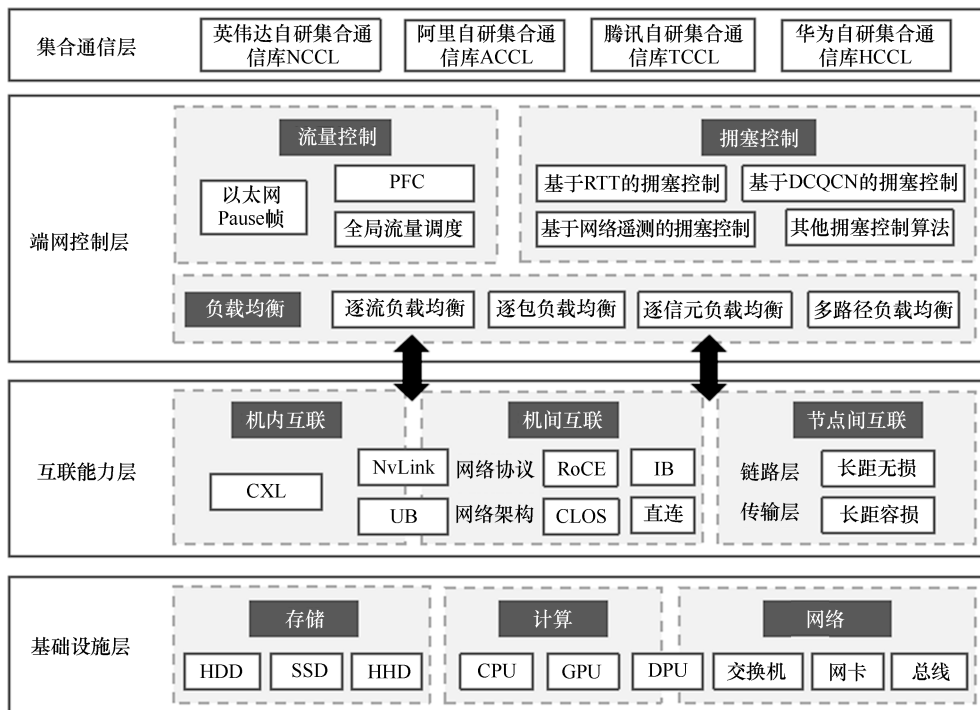 集合通信层
英伟达自研集合通
信库NCCL
阿里自研集合通
信库ACCL
腾讯自研集合通
信库TCCL
华为自研集合通
信库HCCL
端网控制层
流量控制
以太网
Pause帧
PFC
全局流量调度
拥塞控制
基于RTT的拥塞控制
基于DCQCN的拥塞控制
基于网络遥测的拥塞控制
其他拥塞控制算法
负载均衡
逐流负载均衡
逐包负载均衡
逐信元负载均衡
多路径负载均衡
互联能力层
机内互联
CXL
NvLink
UB
机间互联
网络协议
RoCE
IB
网络架构
CLOS
直连
节点间互联
链路层
长距无损
传输层
长距容损
基础设施层
存储
HDD
SSD
HHD
计算
CPU
GPU
DPU
网络
交换机
网卡
总线